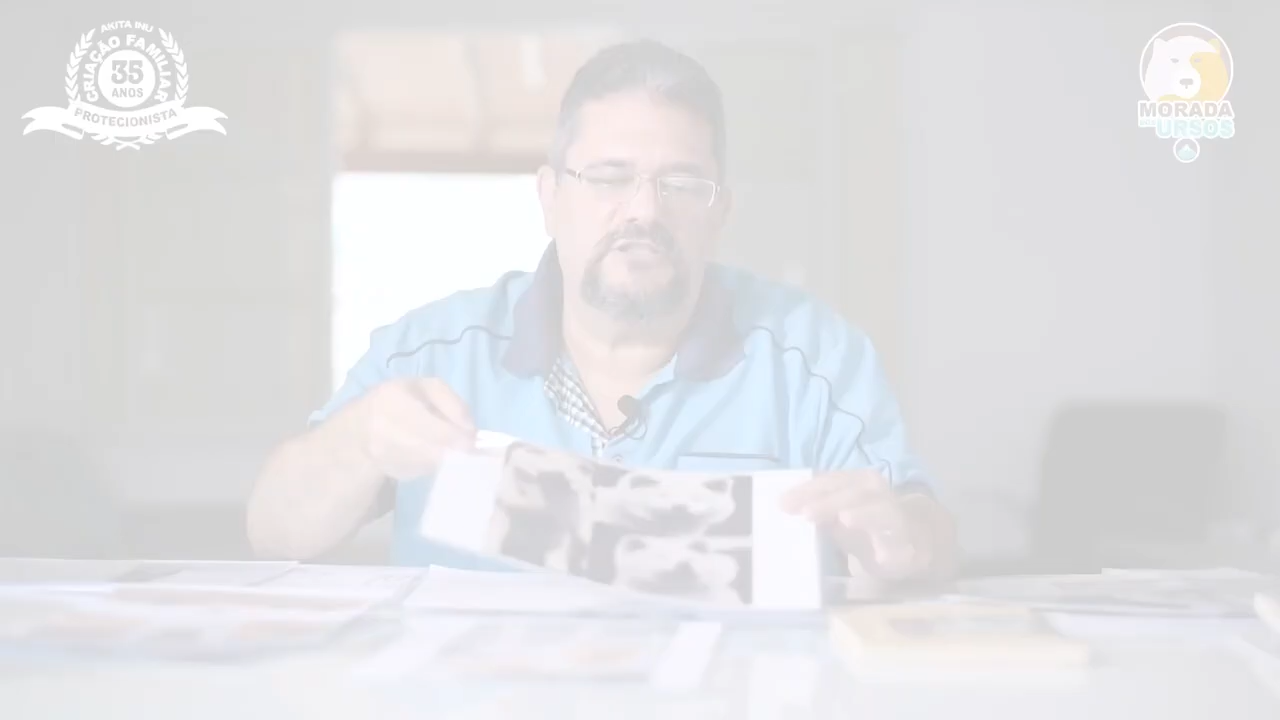 AKITA INU
CRIAÇÃO FAMILIAR
35
ANOS
PROTECIONISTA
MORADA
URSOS